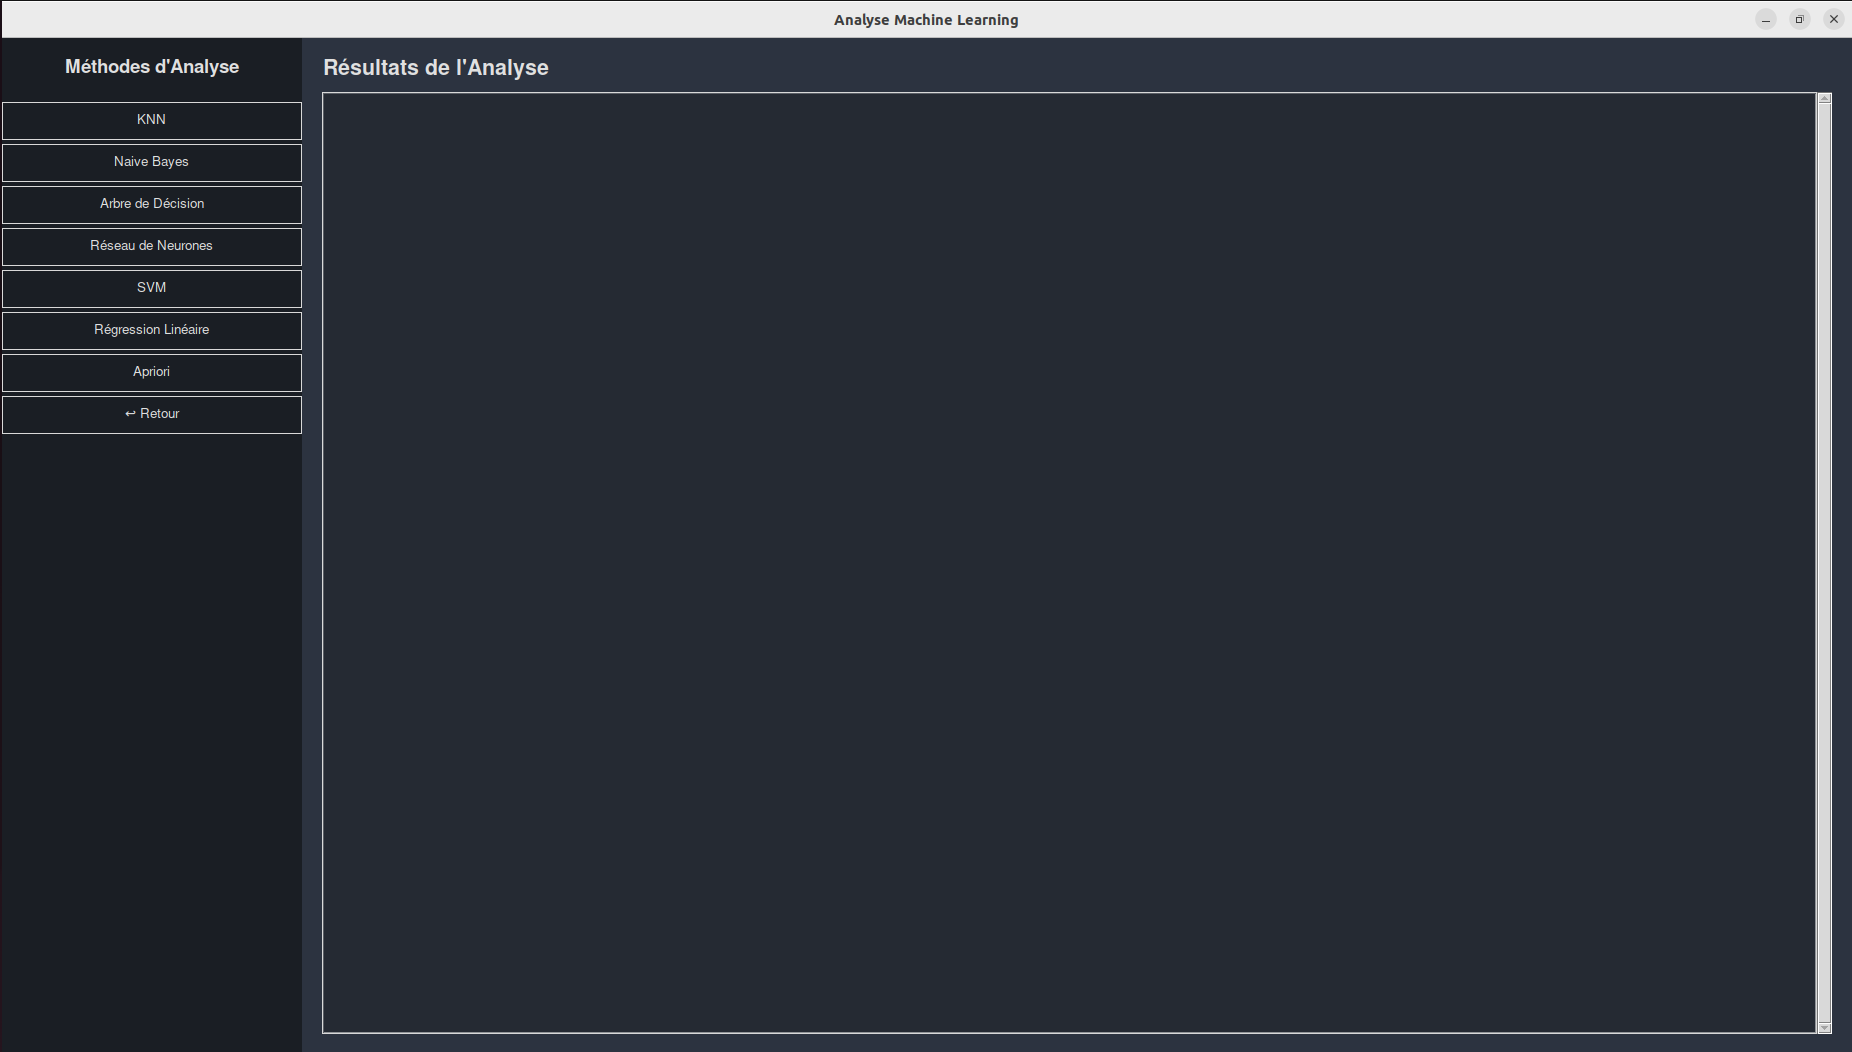 Analyse Machine Learning
Méthodes d'Analyse
KNN
Naive Bayes
Arbre de Décision
Réseau de Neurones
SVM
Régression Linéaire
Apriori
↩ Retour
Résultats de l'Analyse